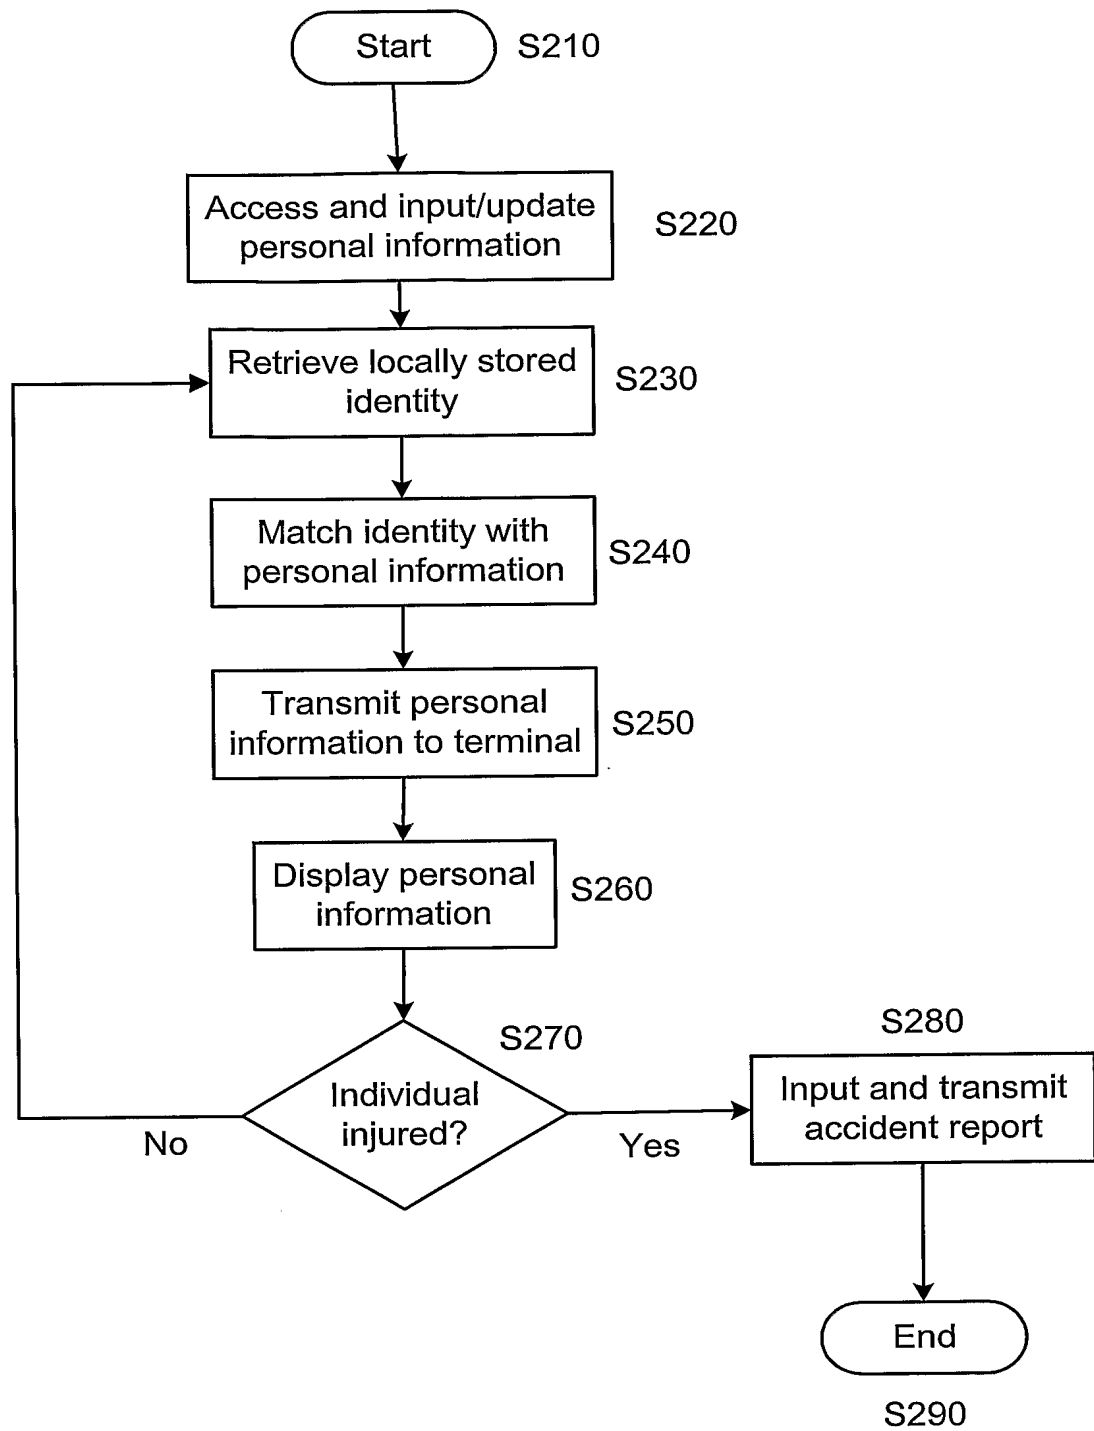 Start
S210
Access and input/update
personal information
S220
Retrieve locally stored
identity
S230
Match identity with
personal information
S240
Transmit personal
information to terminal
S250
Display personal
information
S260
S270
Individual
injured?
No
Yes
S280
Input and transmit
accident report
End
S290